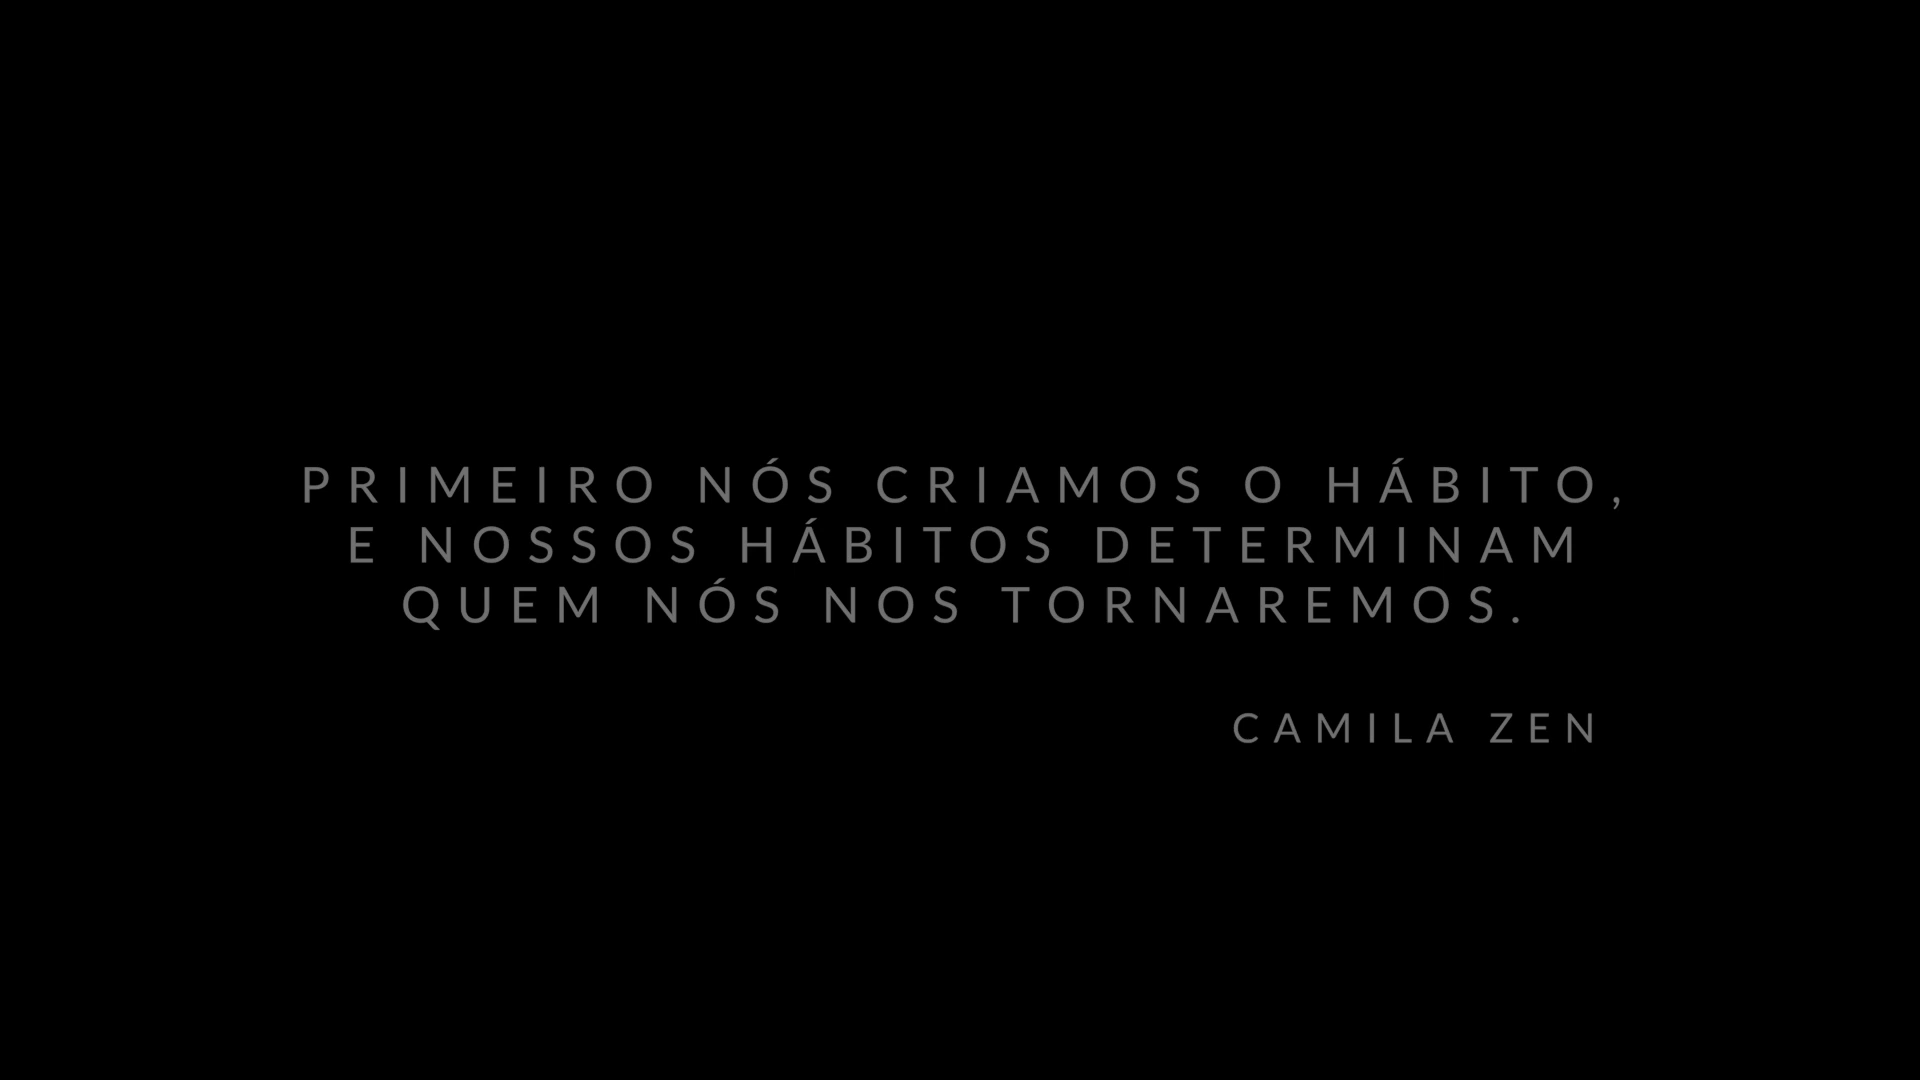 PRIMEIRO NÓS CRIAMOS O HÁBITO,
E NOSSOS HÁBITOS DETERMINAM
QUEM NÓS NOS TORNAREMOS.
CAMILA ZEN